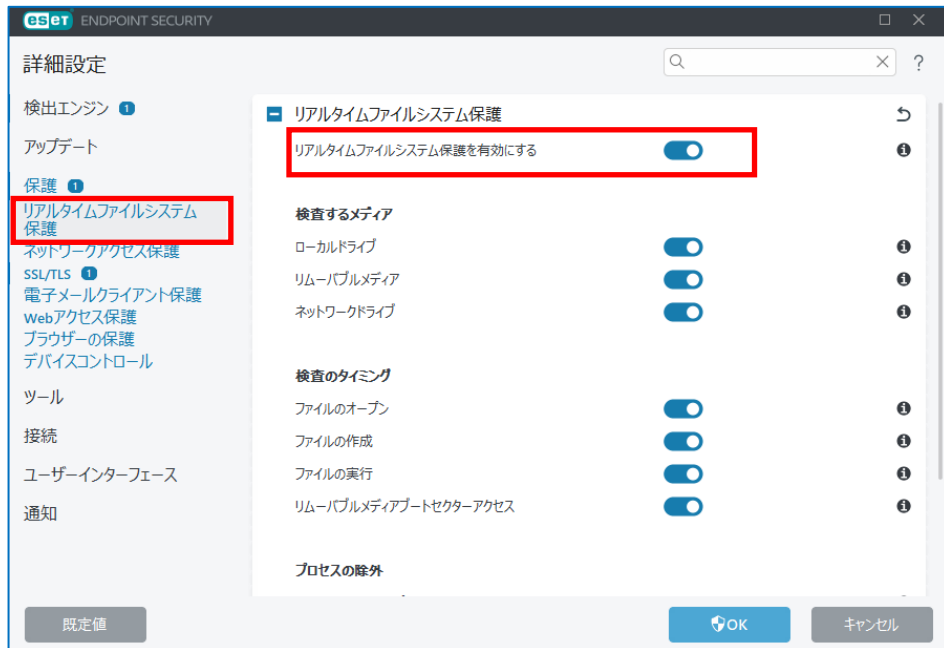 eset ENDPOINT SECURITY
詳細設定
?
検出エンジン 1
アップデート
保護 1
リアルタイムファイルシステム
保護
ネットワークアクセス保護
SSL/TLS 1
電子メールクライアント保護
Webアクセス保護
ブラウザーの保護
デバイスコントロール
ツール
接続
ユーザーインターフェース
通知
リアルタイムファイルシステム保護
リアルタイムファイルシステム保護を有効にする
検査するメディア
ローカルドライブ
リムーバブルメディア
ネットワークドライブ
検査のタイミング
ファイルのオープン
ファイルの作成
ファイルの実行
リムーバブルメディアブートセクターアクセス
プロセスの除外
既定値
OK
キャンセル